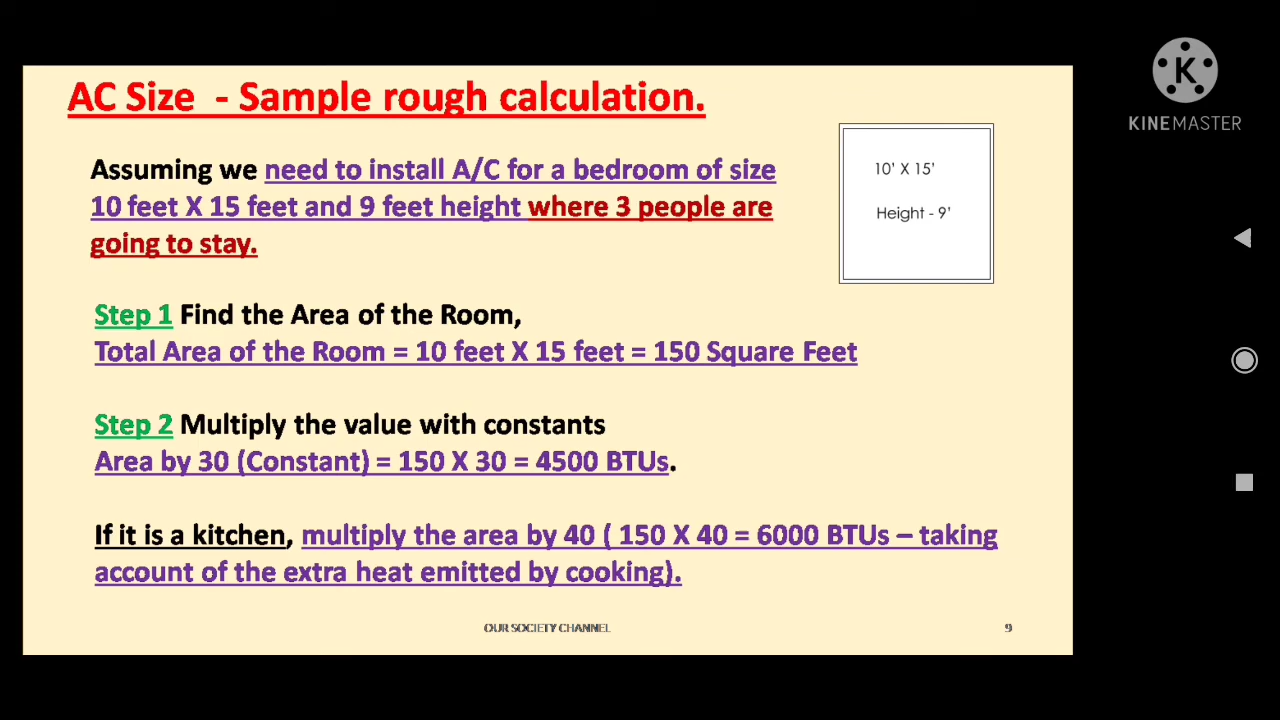 AC Size - Sample rough calculation.
Assuming we need to install A/C for a bedroom of size
10 feet X 15 feet and 9 feet height where 3 people are
going to stay.
10' X 15'
Height - 9'
Step 1 Find the Area of the Room,
Total Area of the Room = 10 feet X 15 feet = 150 Square Feet
Step 2 Multiply the value with constants
Area by 30 (Constant) = 150 X 30 = 4500 BTUs.
If it is a kitchen, multiply the area by 40 ( 150 X 40 = 6000 BTUs – taking
account of the extra heat emitted by cooking).
OUR SOCIETY CHANNEL
9
K
KINEMASTER